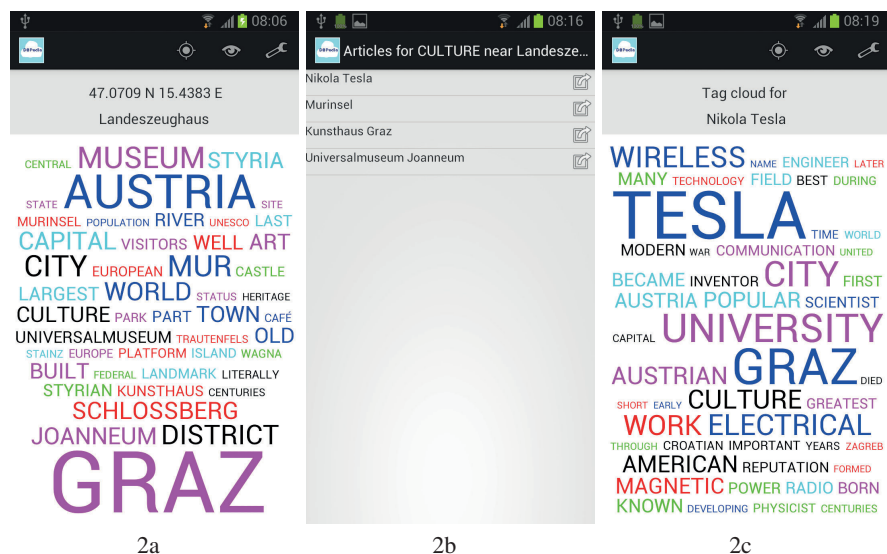 08:06
DBPedia
47.0709 N 15.4383 E
Landeszeughaus
CENTRAL MUSEUM STYRIA
STATE AUSTRIA SITE
MURINSEL POPULATION RIVER UNESCO LAST
CAPITAL VISITORS WELL ART
CITY EUROPEAN MUR CASTLE
LARGEST WORLD STATUS HERITAGE
CULTURE PARK PART TOWN CAFÉ
UNIVERSALMUSEUM TRAUTENFELS OLD
STAINZ EUROPE PLATFORM ISLAND WAGNA
BUILT FEDERAL LANDMARK LITERALLY
STYRIAN KUNSTHAUS CENTURIES
SCHLOSSBERG
JOANNEUM DISTRICT
GRAZ
2a
08:16
DBPedia Articles for CULTURE near Landesze...
Nikola Tesla
Murinsel
Kunsthaus Graz
Universalmuseum Joanneum
2b
08:19
DBPedia
Tag cloud for
Nikola Tesla
WIRELESS NAME ENGINEER LATER
MANY TECHNOLOGY FIELD BEST DURING
TESLA TIME WORLD
MODERN WAR COMMUNICATION UNITED
BECAME INVENTOR CITY FIRST
AUSTRIA POPULAR SCIENTIST
CAPITAL UNIVERSITY
AUSTRIAN GRAZ DIED
SHORT EARLY CULTURE GREATEST
WORK ELECTRICAL
THROUGH CROATIAN IMPORTANT YEARS ZAGREB
AMERICAN REPUTATION FORMED
MAGNETIC POWER RADIO BORN
KNOWN DEVELOPING PHYSICIST CENTURIES
2c